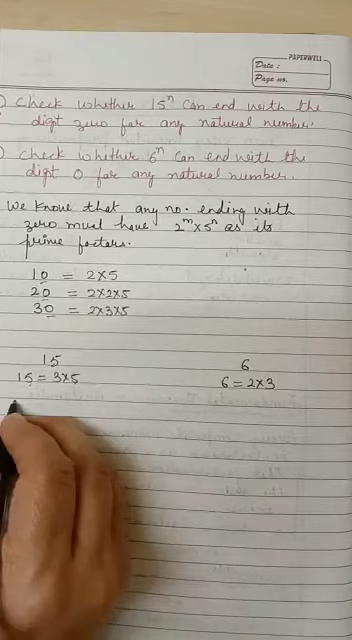 PAPERWELL
Date :
Page no.
) Check whether 15ⁿ can end with the
digit zero for any natural number.
) Check whether 6ⁿ can end with the
digit 0 for any natural number.
We know that any no. ending with
zero must have 2ᵐ×5ⁿ as its
prime factors.
10 = 2×5
20 = 2×2×5
30 = 2×3×5
15
15 = 3×5
6
6 = 2×3